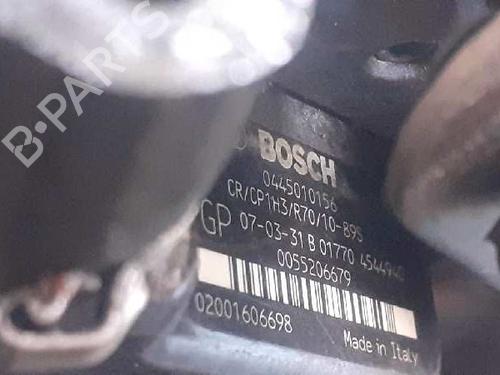 B-PARTS
BOSCH
0445010156
CR/CP1H3/R70/10-89S
GP 07-03-31 B 01770 4544940
0055206679
02001606698
Made in Italy